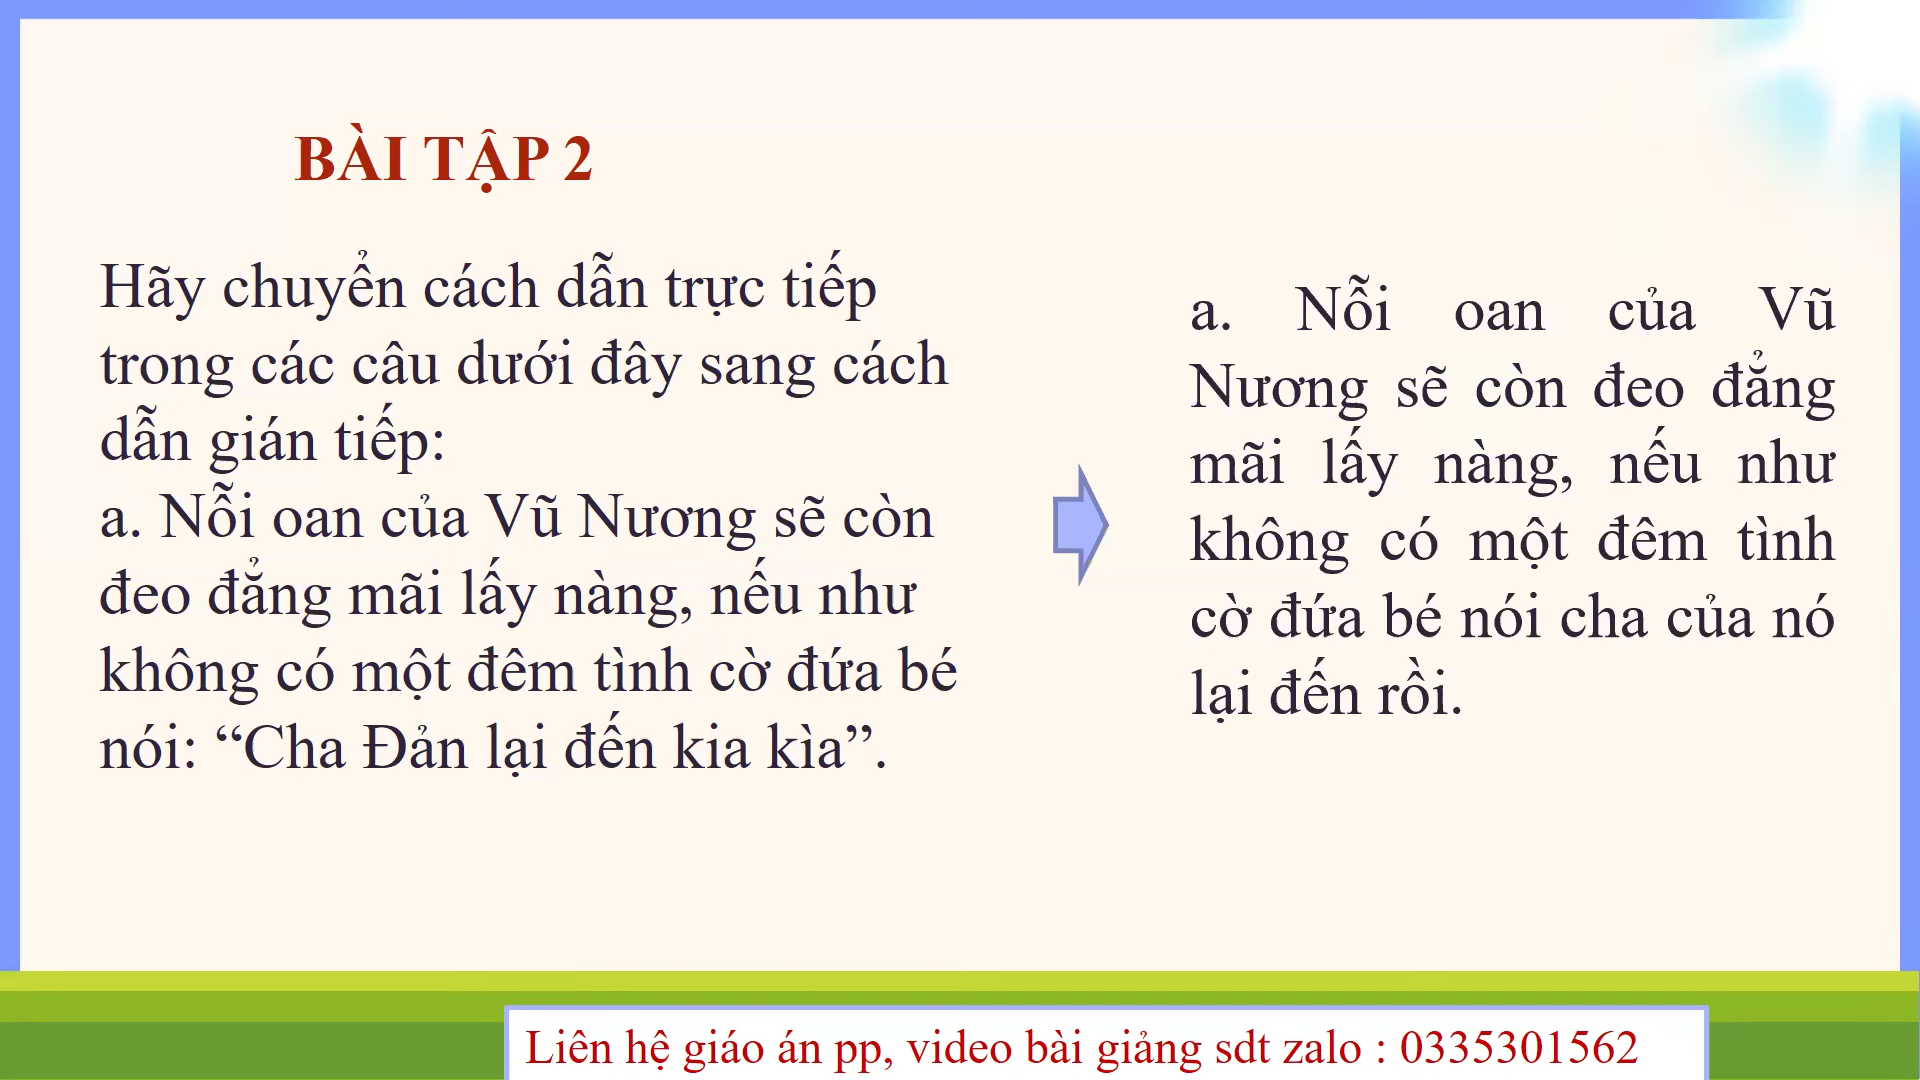 BÀI TẬP 2
Hãy chuyển cách dẫn trực tiếp
trong các câu dưới đây sang cách
dẫn gián tiếp:
a. Nỗi oan của Vũ Nương sẽ còn
đeo đẳng mãi lấy nàng, nếu như
không có một đêm tình cờ đứa bé
nói: “Cha Đản lại đến kia kìa”.
a. Nỗi oan của Vũ
Nương sẽ còn đeo đẳng
mãi lấy nàng, nếu như
không có một đêm tình
cờ đứa bé nói cha của nó
lại đến rồi.
Liên hệ giáo án pp, video bài giảng sdt zalo : 0335301562